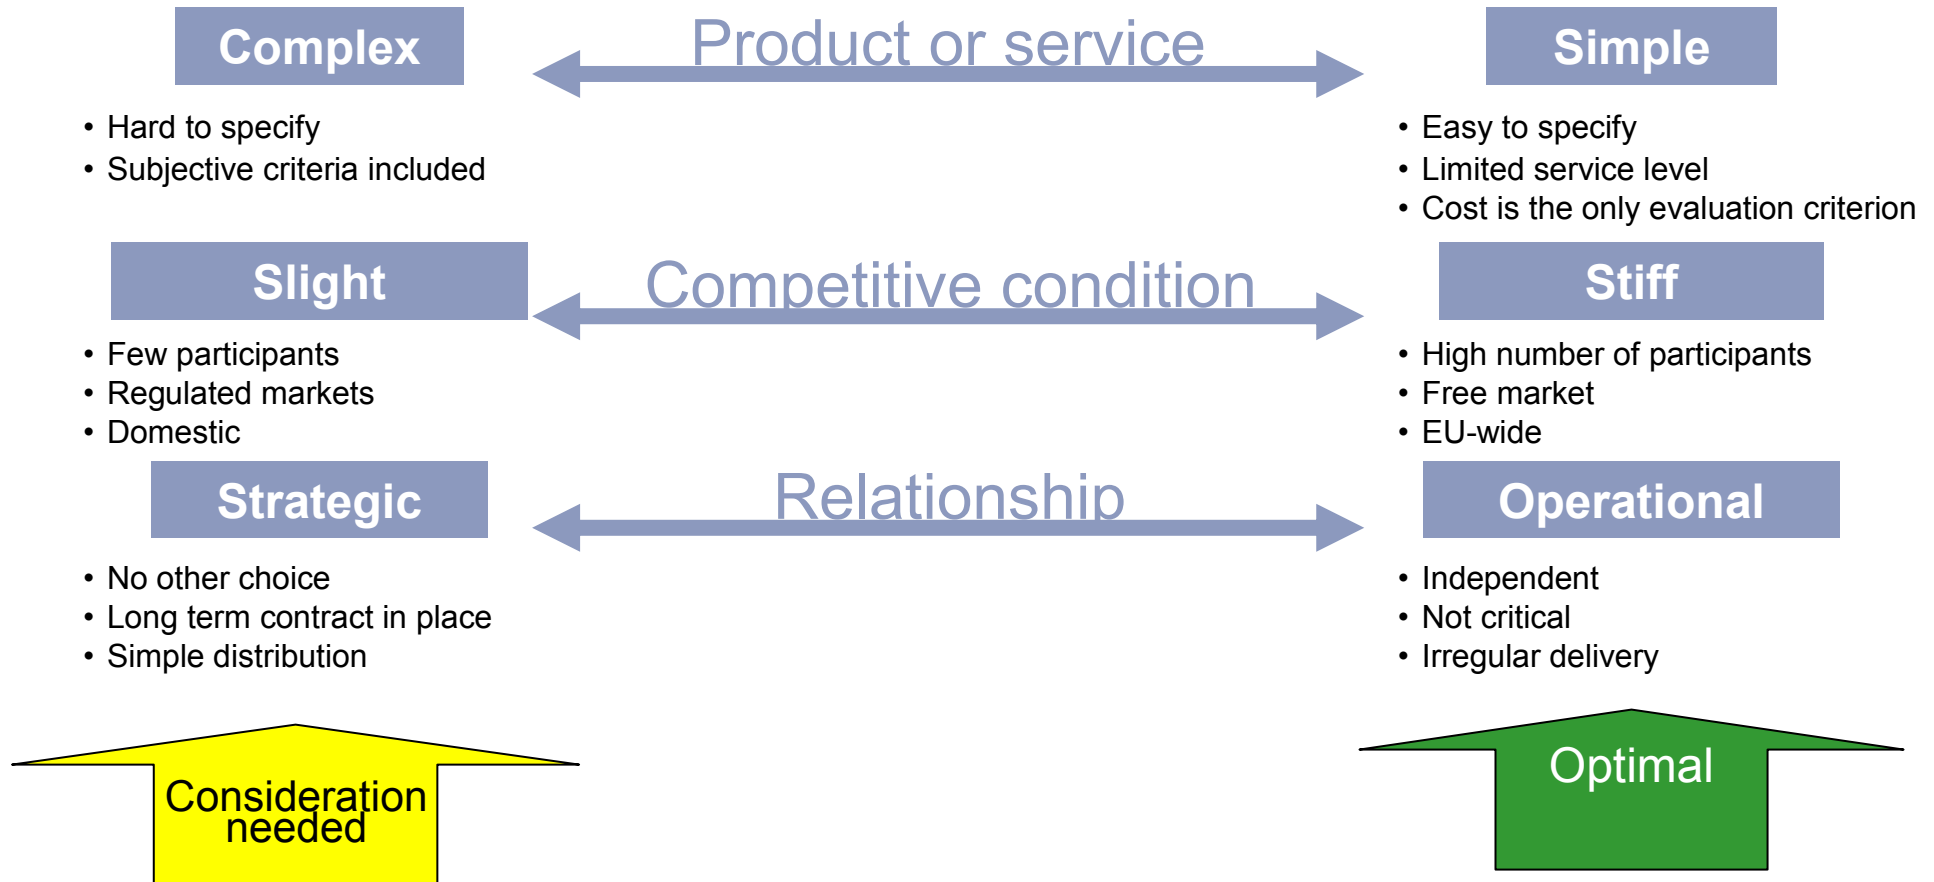 Complex
Product or service
Simple
• Hard to specify
• Subjective criteria included
• Easy to specify
• Limited service level
• Cost is the only evaluation criterion
Slight
Competitive condition
Stiff
• Few participants
• Regulated markets
• Domestic
• High number of participants
• Free market
• EU-wide
Strategic
Relationship
Operational
• No other choice
• Long term contract in place
• Simple distribution
• Independent
• Not critical
• Irregular delivery
Consideration
needed
Optimal